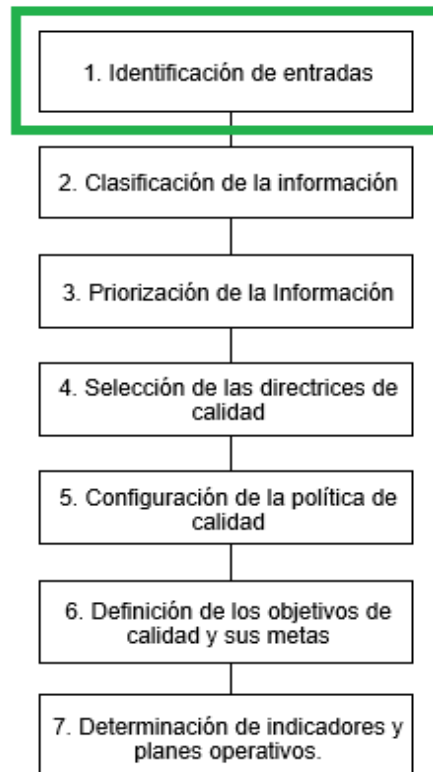 1. Identificación de entradas
2. Clasificación de la información
3. Priorización de la Información
4. Selección de las directrices de
calidad
5. Configuración de la política de
calidad
6. Definición de los objetivos de
calidad y sus metas
7. Determinación de indicadores y
planes operativos.